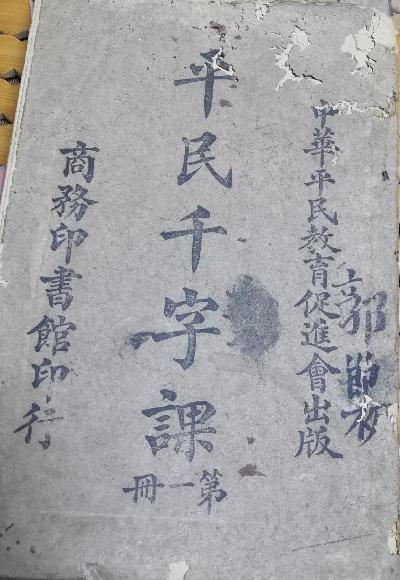 中華平民教育促進會出版
平民千字課
第一冊
商務印書館印行